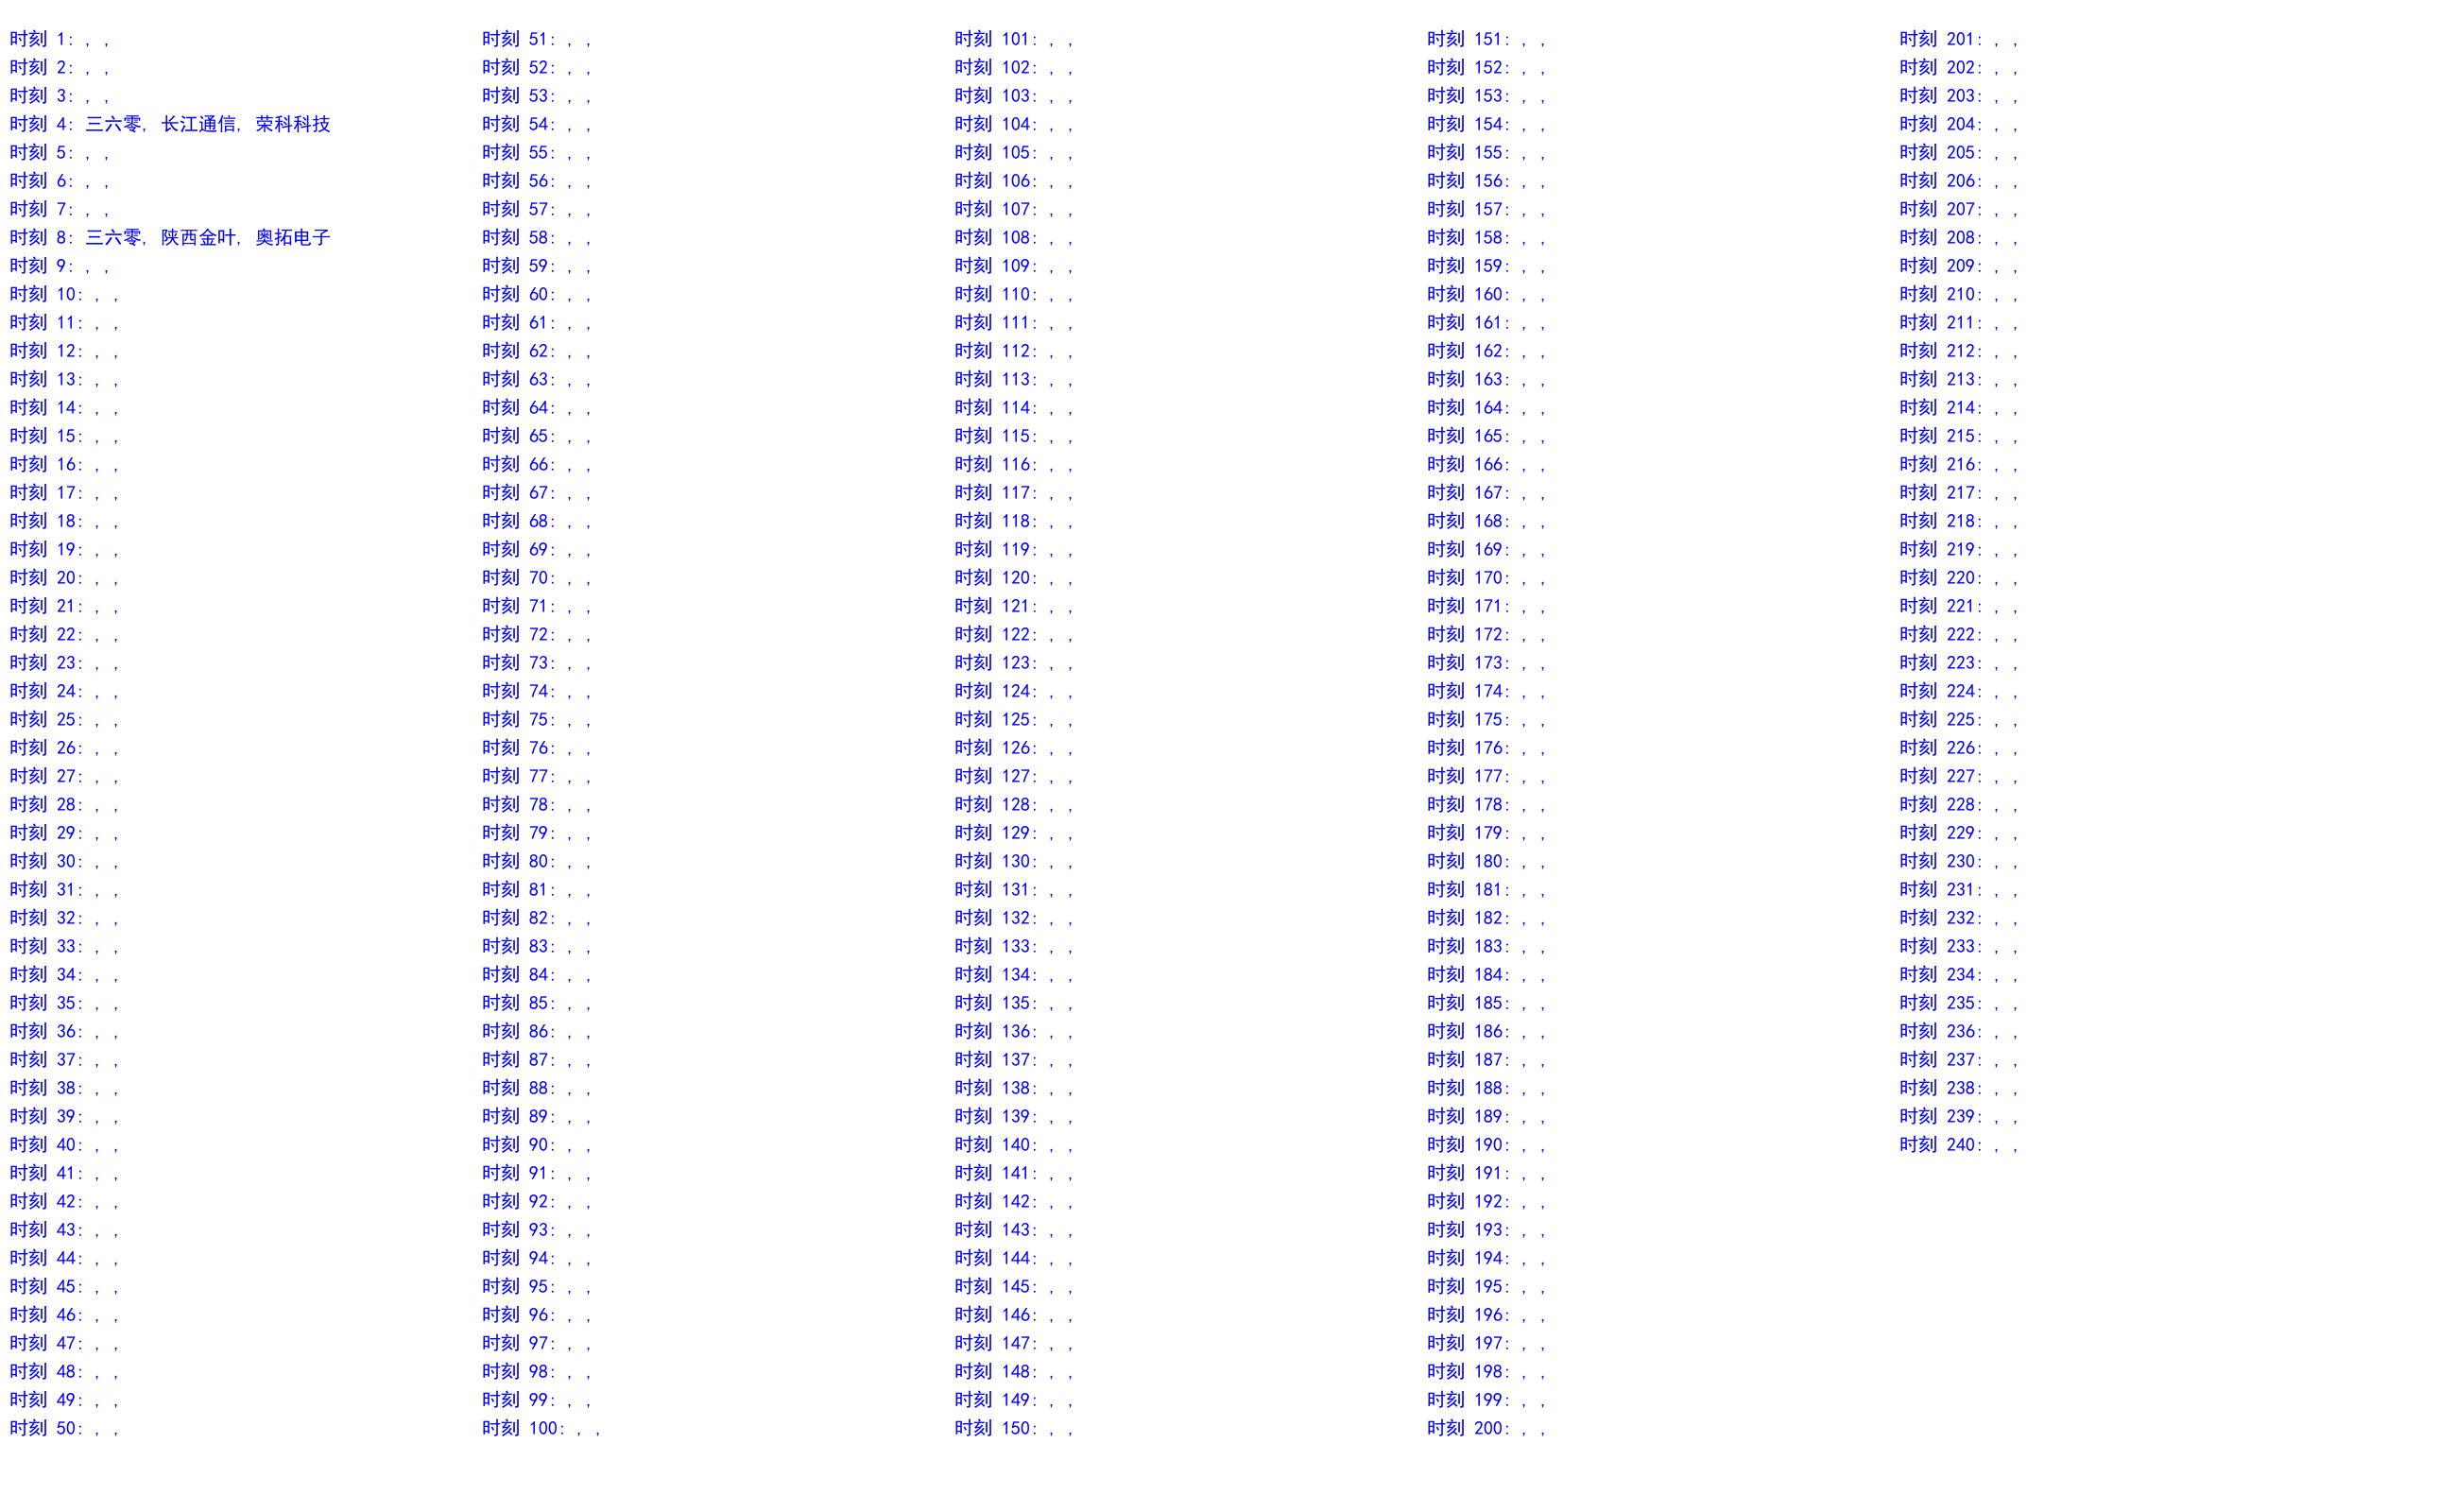 时刻 1: , ,
时刻 2: , ,
时刻 3: , ,
时刻 4: 三六零, 长江通信, 荣科科技
时刻 5: , ,
时刻 6: , ,
时刻 7: , ,
时刻 8: 三六零, 陕西金叶, 奥拓电子
时刻 9: , ,
时刻 10: , ,
时刻 11: , ,
时刻 12: , ,
时刻 13: , ,
时刻 14: , ,
时刻 15: , ,
时刻 16: , ,
时刻 17: , ,
时刻 18: , ,
时刻 19: , ,
时刻 20: , ,
时刻 21: , ,
时刻 22: , ,
时刻 23: , ,
时刻 24: , ,
时刻 25: , ,
时刻 26: , ,
时刻 27: , ,
时刻 28: , ,
时刻 29: , ,
时刻 30: , ,
时刻 31: , ,
时刻 32: , ,
时刻 33: , ,
时刻 34: , ,
时刻 35: , ,
时刻 36: , ,
时刻 37: , ,
时刻 38: , ,
时刻 39: , ,
时刻 40: , ,
时刻 41: , ,
时刻 42: , ,
时刻 43: , ,
时刻 44: , ,
时刻 45: , ,
时刻 46: , ,
时刻 47: , ,
时刻 48: , ,
时刻 49: , ,
时刻 50: , ,
时刻 51: , ,
时刻 52: , ,
时刻 53: , ,
时刻 54: , ,
时刻 55: , ,
时刻 56: , ,
时刻 57: , ,
时刻 58: , ,
时刻 59: , ,
时刻 60: , ,
时刻 61: , ,
时刻 62: , ,
时刻 63: , ,
时刻 64: , ,
时刻 65: , ,
时刻 66: , ,
时刻 67: , ,
时刻 68: , ,
时刻 69: , ,
时刻 70: , ,
时刻 71: , ,
时刻 72: , ,
时刻 73: , ,
时刻 74: , ,
时刻 75: , ,
时刻 76: , ,
时刻 77: , ,
时刻 78: , ,
时刻 79: , ,
时刻 80: , ,
时刻 81: , ,
时刻 82: , ,
时刻 83: , ,
时刻 84: , ,
时刻 85: , ,
时刻 86: , ,
时刻 87: , ,
时刻 88: , ,
时刻 89: , ,
时刻 90: , ,
时刻 91: , ,
时刻 92: , ,
时刻 93: , ,
时刻 94: , ,
时刻 95: , ,
时刻 96: , ,
时刻 97: , ,
时刻 98: , ,
时刻 99: , ,
时刻 100: , ,
时刻 101: , ,
时刻 102: , ,
时刻 103: , ,
时刻 104: , ,
时刻 105: , ,
时刻 106: , ,
时刻 107: , ,
时刻 108: , ,
时刻 109: , ,
时刻 110: , ,
时刻 111: , ,
时刻 112: , ,
时刻 113: , ,
时刻 114: , ,
时刻 115: , ,
时刻 116: , ,
时刻 117: , ,
时刻 118: , ,
时刻 119: , ,
时刻 120: , ,
时刻 121: , ,
时刻 122: , ,
时刻 123: , ,
时刻 124: , ,
时刻 125: , ,
时刻 126: , ,
时刻 127: , ,
时刻 128: , ,
时刻 129: , ,
时刻 130: , ,
时刻 131: , ,
时刻 132: , ,
时刻 133: , ,
时刻 134: , ,
时刻 135: , ,
时刻 136: , ,
时刻 137: , ,
时刻 138: , ,
时刻 139: , ,
时刻 140: , ,
时刻 141: , ,
时刻 142: , ,
时刻 143: , ,
时刻 144: , ,
时刻 145: , ,
时刻 146: , ,
时刻 147: , ,
时刻 148: , ,
时刻 149: , ,
时刻 150: , ,
时刻 151: , ,
时刻 152: , ,
时刻 153: , ,
时刻 154: , ,
时刻 155: , ,
时刻 156: , ,
时刻 157: , ,
时刻 158: , ,
时刻 159: , ,
时刻 160: , ,
时刻 161: , ,
时刻 162: , ,
时刻 163: , ,
时刻 164: , ,
时刻 165: , ,
时刻 166: , ,
时刻 167: , ,
时刻 168: , ,
时刻 169: , ,
时刻 170: , ,
时刻 171: , ,
时刻 172: , ,
时刻 173: , ,
时刻 174: , ,
时刻 175: , ,
时刻 176: , ,
时刻 177: , ,
时刻 178: , ,
时刻 179: , ,
时刻 180: , ,
时刻 181: , ,
时刻 182: , ,
时刻 183: , ,
时刻 184: , ,
时刻 185: , ,
时刻 186: , ,
时刻 187: , ,
时刻 188: , ,
时刻 189: , ,
时刻 190: , ,
时刻 191: , ,
时刻 192: , ,
时刻 193: , ,
时刻 194: , ,
时刻 195: , ,
时刻 196: , ,
时刻 197: , ,
时刻 198: , ,
时刻 199: , ,
时刻 200: , ,
时刻 201: , ,
时刻 202: , ,
时刻 203: , ,
时刻 204: , ,
时刻 205: , ,
时刻 206: , ,
时刻 207: , ,
时刻 208: , ,
时刻 209: , ,
时刻 210: , ,
时刻 211: , ,
时刻 212: , ,
时刻 213: , ,
时刻 214: , ,
时刻 215: , ,
时刻 216: , ,
时刻 217: , ,
时刻 218: , ,
时刻 219: , ,
时刻 220: , ,
时刻 221: , ,
时刻 222: , ,
时刻 223: , ,
时刻 224: , ,
时刻 225: , ,
时刻 226: , ,
时刻 227: , ,
时刻 228: , ,
时刻 229: , ,
时刻 230: , ,
时刻 231: , ,
时刻 232: , ,
时刻 233: , ,
时刻 234: , ,
时刻 235: , ,
时刻 236: , ,
时刻 237: , ,
时刻 238: , ,
时刻 239: , ,
时刻 240: , ,